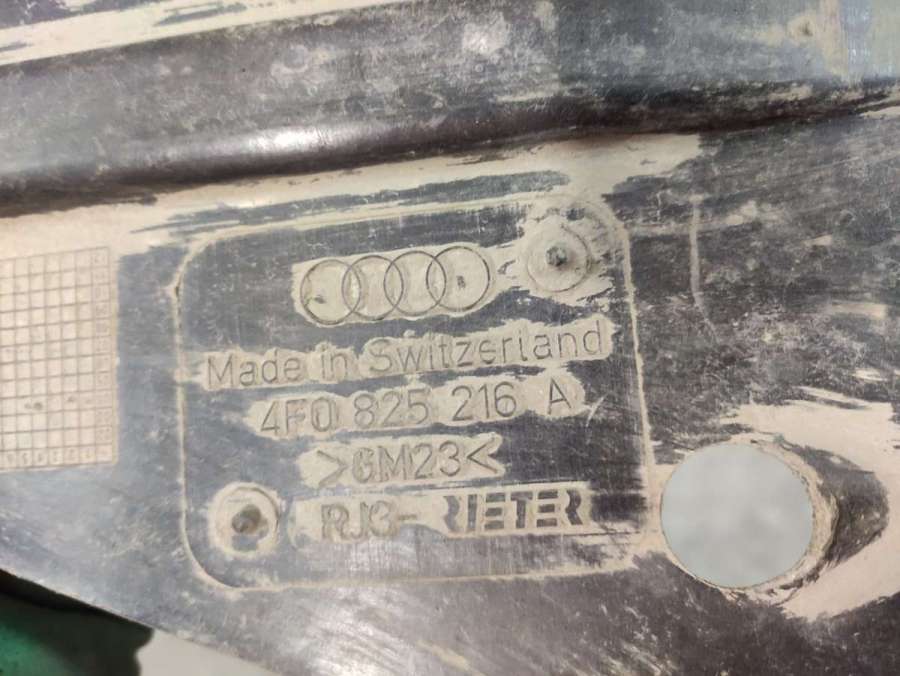 Made in Switzerland
4F0 825 216 A
>GM23<
RJ3- RIETER